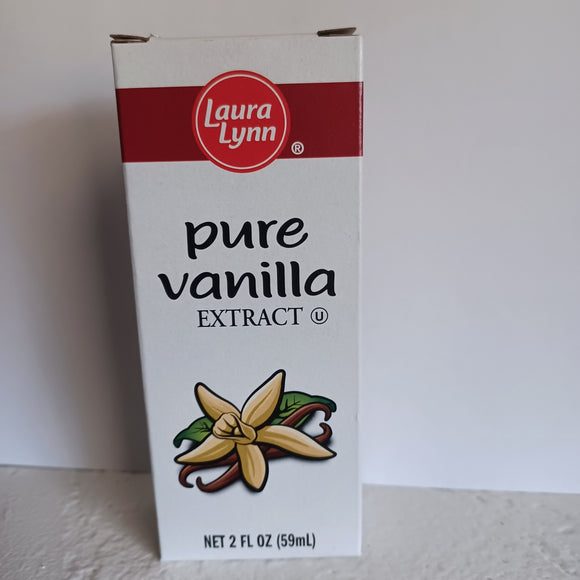 Laura
Lynn
®
pure
vanilla
EXTRACT Ⓤ
NET 2 FL OZ (59mL)